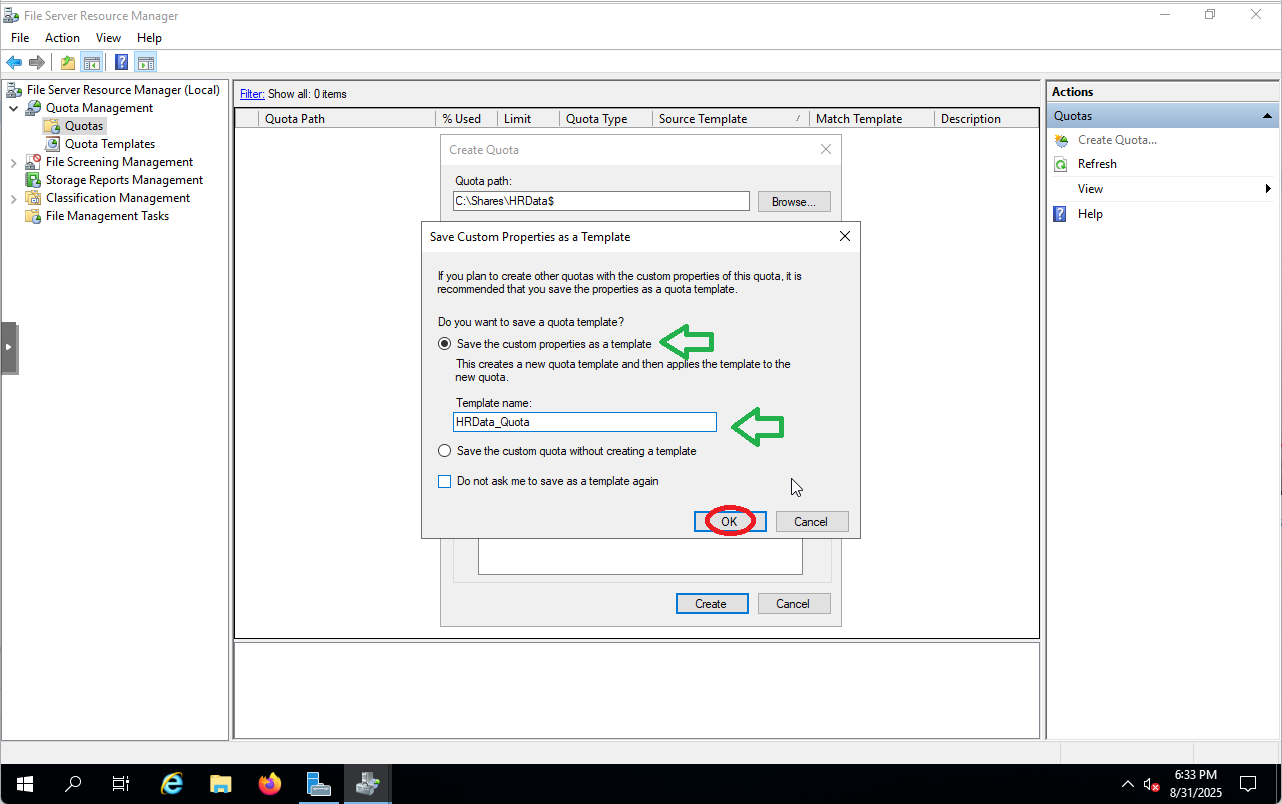 File Server Resource Manager
File Action View Help
File Server Resource Manager (Local)
Quota Management
Quotas
Quota Templates
File Screening Management
Storage Reports Management
Classification Management
File Management Tasks
Filter: Show all: 0 items
Quota Path % Used Limit Quota Type Source Template Match Template Description
Create Quota
Quota path:
C:\Shares\HRData$ Browse...
Save Custom Properties as a Template
If you plan to create other quotas with the custom properties of this quota, it is
recommended that you save the properties as a quota template.
Do you want to save a quota template?
Save the custom properties as a template
This creates a new quota template and then applies the template to the
new quota.
Template name:
HRData_Quota
Save the custom quota without creating a template
Do not ask me to save as a template again
OK Cancel
Create Cancel
Actions
Quotas
Create Quota...
Refresh
View
Help
6:33 PM
8/31/2025